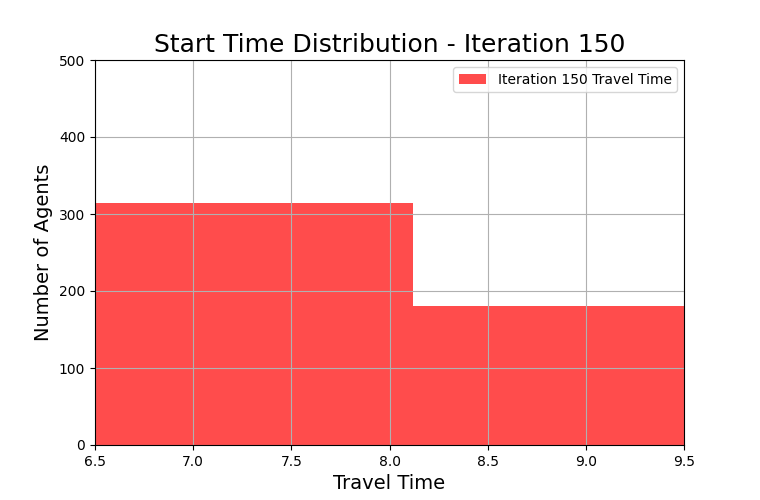 Start Time Distribution - Iteration 150
Iteration 150 Travel Time
500
400
300
200
100
0
Number of Agents
6.5 7.0 7.5 8.0 8.5 9.0 9.5
Travel Time